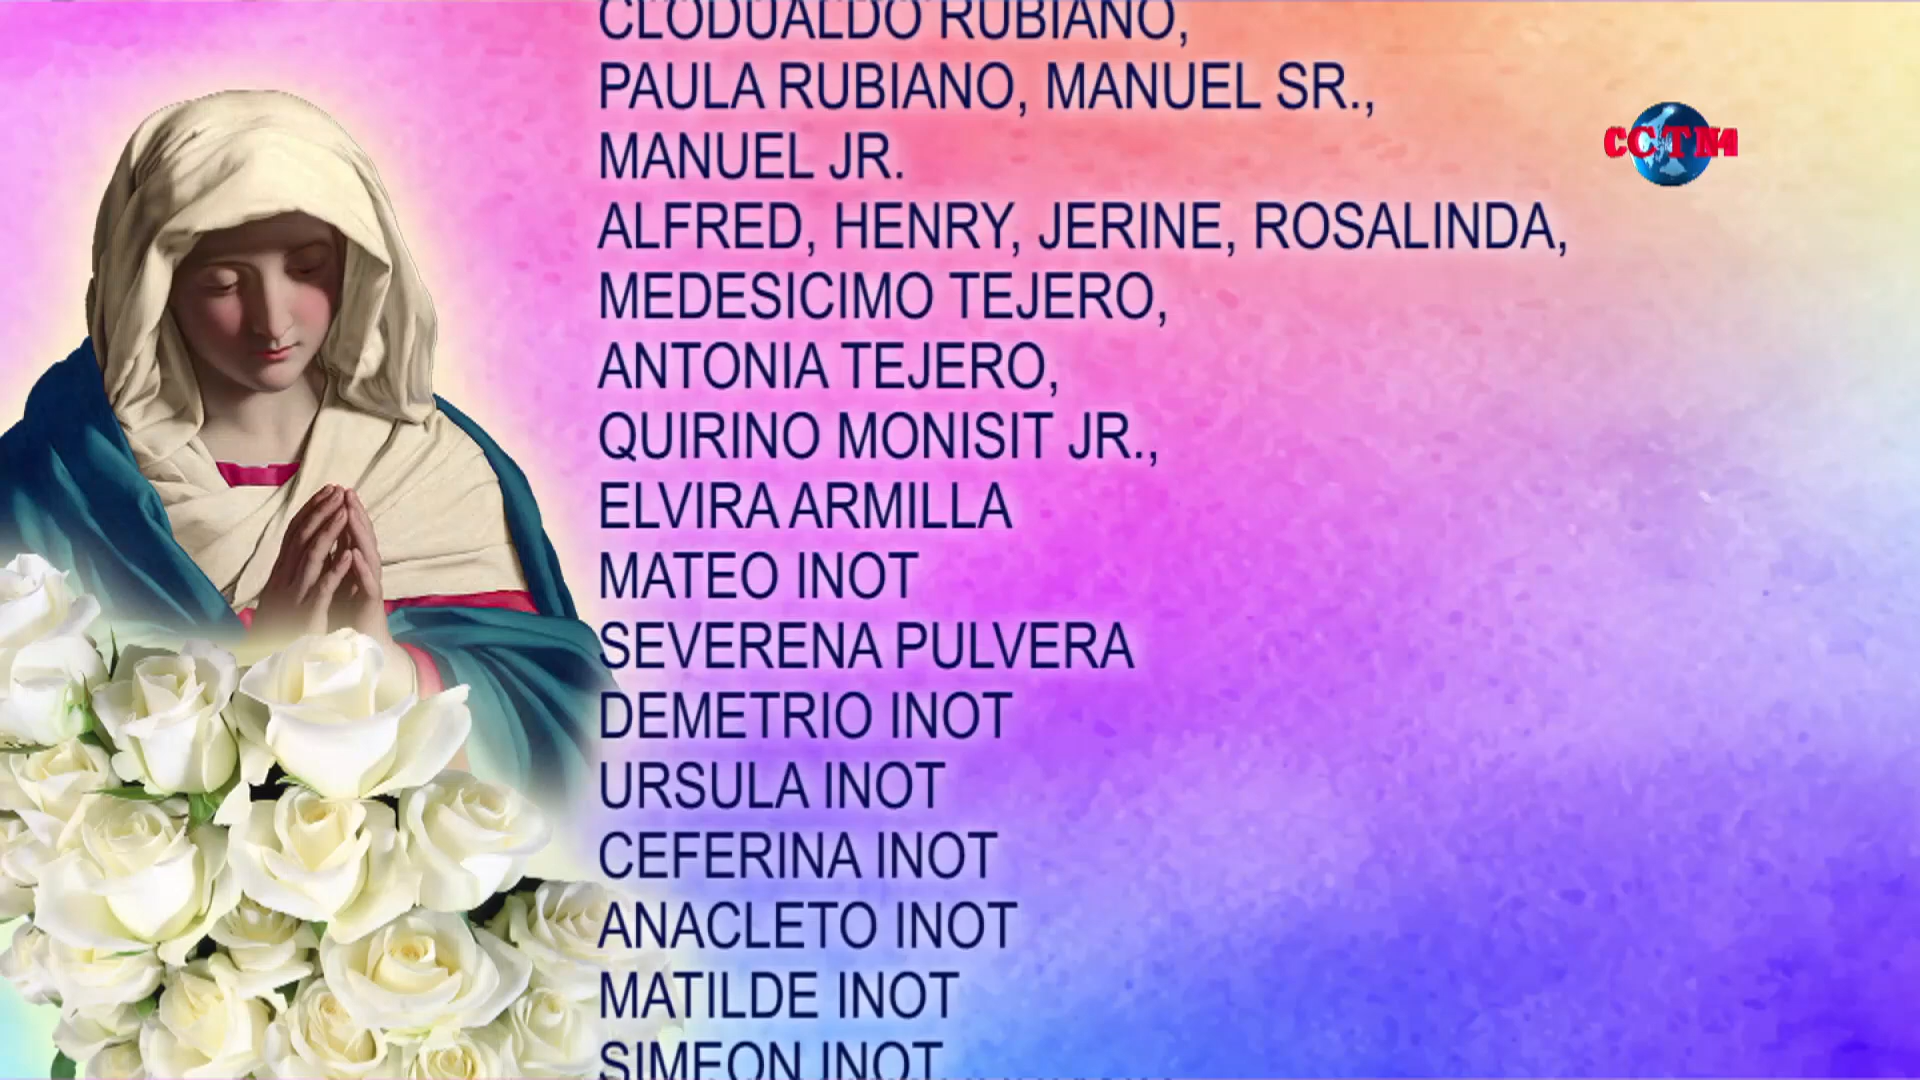 CLODUALDO RUBIANO,
PAULA RUBIANO, MANUEL SR.,
MANUEL JR.
ALFRED, HENRY, JERINE, ROSALINDA,
MEDESICIMO TEJERO,
ANTONIA TEJERO,
QUIRINO MONISIT JR.,
ELVIRA ARMILLA
MATEO INOT
SEVERENA PULVERA
DEMETRIO INOT
URSULA INOT
CEFERINA INOT
ANACLETO INOT
MATILDE INOT
SIMEON INOT
CCTN